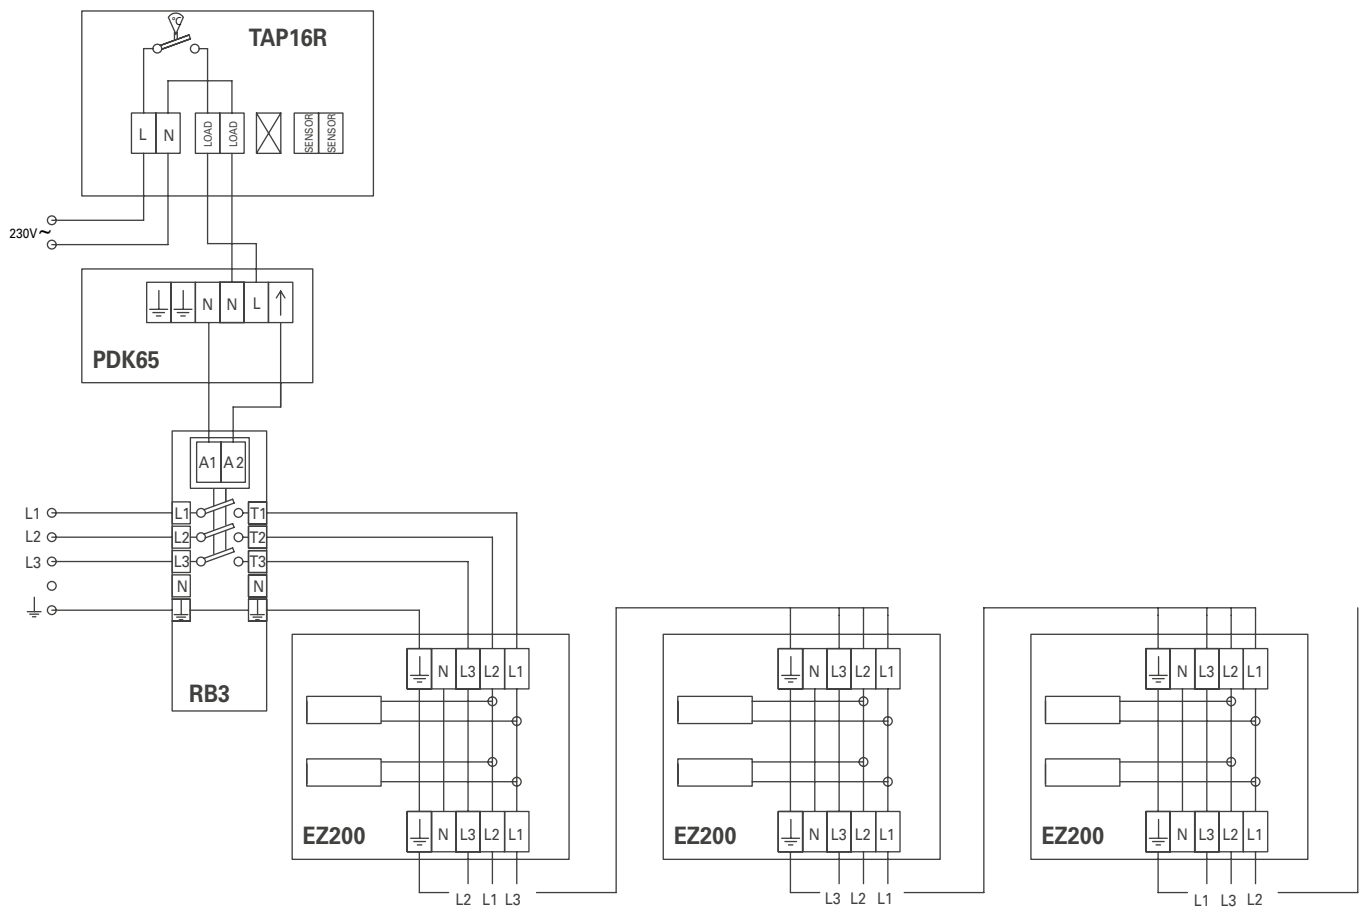 °C
TAP16R
L N LOAD LOAD SENSOR SENSOR
230V~
N N L ↑
PDK65
A1 A2
L1 L1 T1
L2 L2 T2
L3 L3 T3
N N
RB3
N L3 L2 L1
N L3 L2 L1
N L3 L2 L1
EZ200 N L3 L2 L1
EZ200 N L3 L2 L1
EZ200 N L3 L2 L1
L2 L1 L3
L3 L2 L1
L1 L3 L2